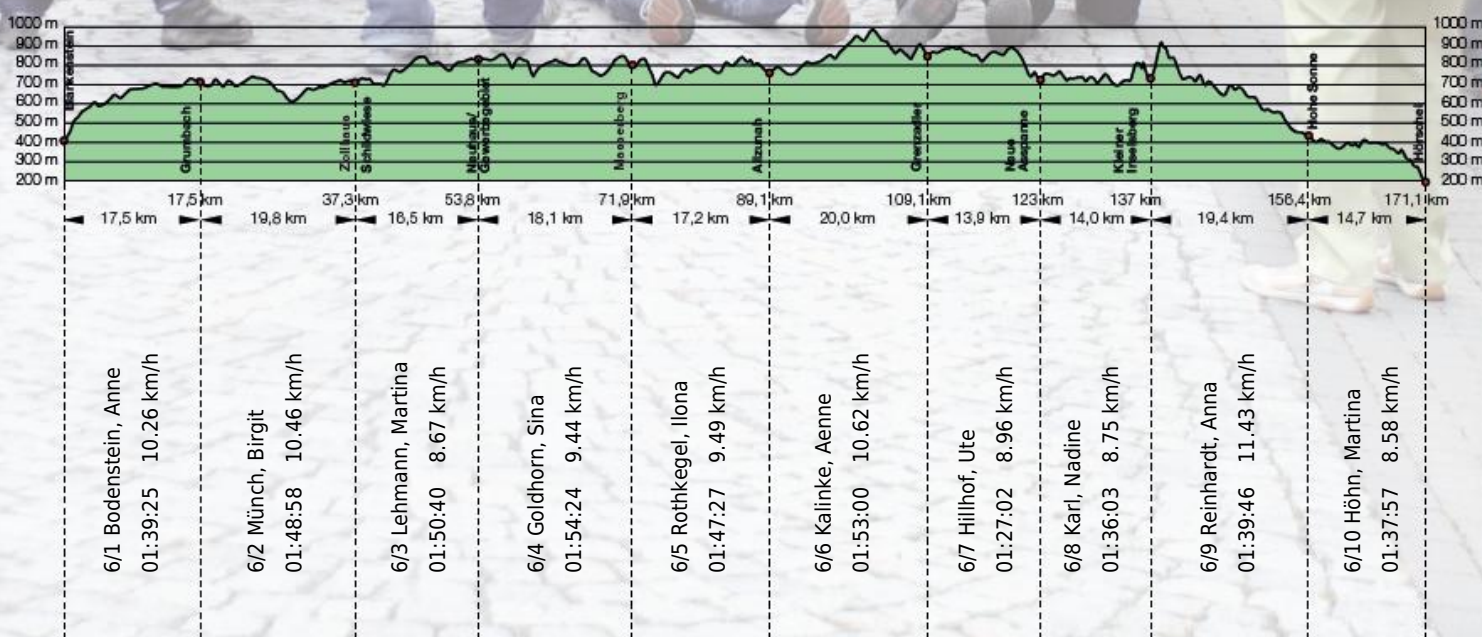 1000 m
900 m
800 m
700 m
600 m
500 m
400 m
300 m
200 m
1000 m
900 m
800 m
700 m
600 m
500 m
400 m
300 m
200 m
Blankenstein
Grumbach
Zollhaus
Schildwiese
Neuhaus/
Masserberg
Allzunah
Grenzadler
Neue
Ausspanne
Kleiner
Inselsberg
Hohe Sonne
Hörschel
17,5 km
37,3 km
53,8 km
71,9 km
89,1 km
109,1 km
123 km
137 km
156,4 km
171,1 km
17,5 km
19,8 km
16,5 km
18,1 km
17,2 km
20,0 km
13,9 km
14,0 km
19,4 km
14,7 km
6/1 Bodenstein, Anne
01:39:25 10.26 km/h
6/2 Münch, Birgit
01:48:58 10.46 km/h
6/3 Lehmann, Martina
01:50:40 8.67 km/h
6/4 Goldhorn, Sina
01:54:24 9.44 km/h
6/5 Rothkegel, Ilona
01:47:27 9.49 km/h
6/6 Kalinke, Aenne
01:53:00 10.62 km/h
6/7 Hillhof, Ute
01:27:02 8.96 km/h
6/8 Karl, Nadine
01:36:03 8.75 km/h
6/9 Reinhardt, Anna
01:39:46 11.43 km/h
6/10 Höhn, Martina
01:37:57 8.58 km/h